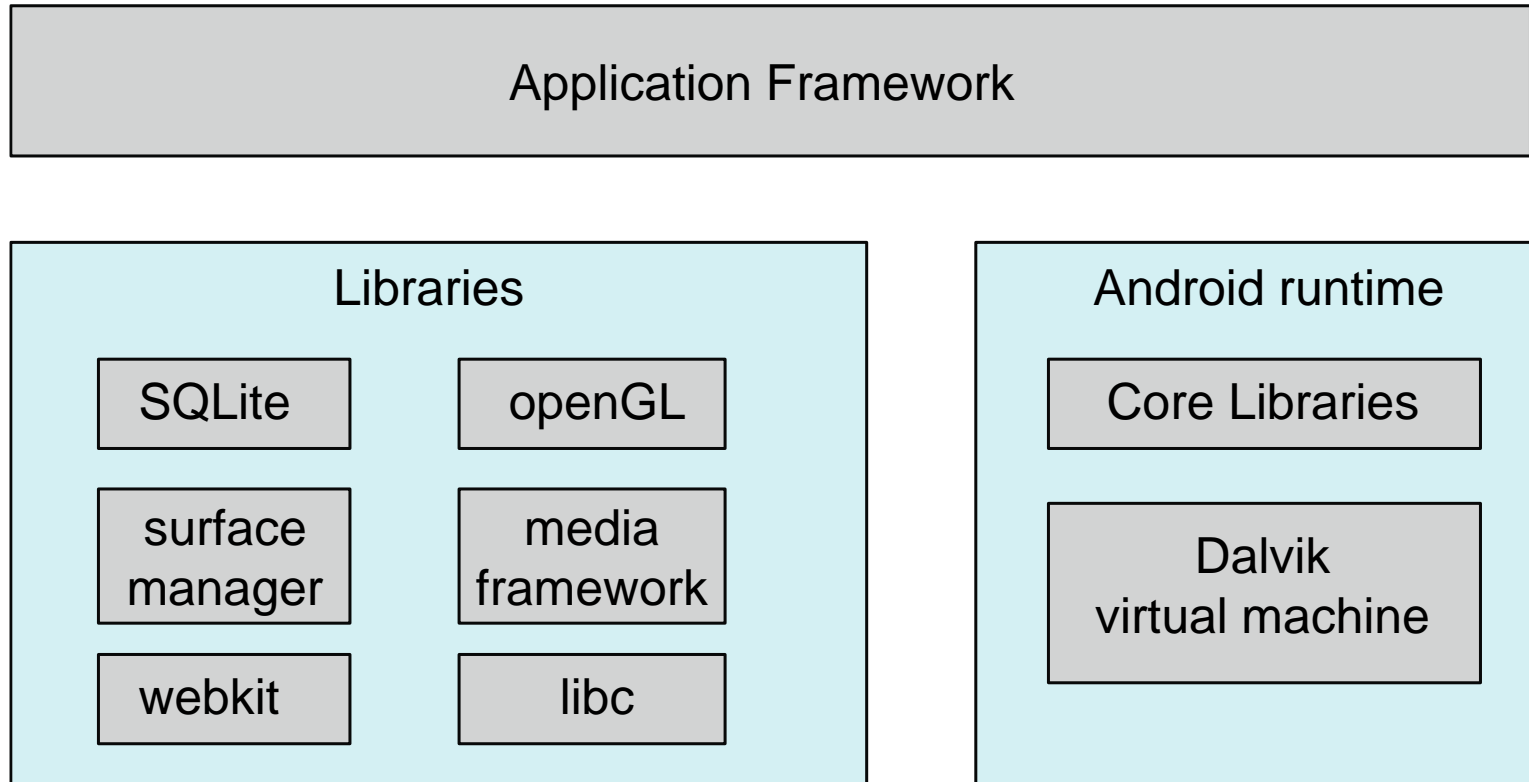 Application Framework
Libraries
SQLite
openGL
surface
manager
media
framework
webkit
libc
Android runtime
Core Libraries
Dalvik
virtual machine